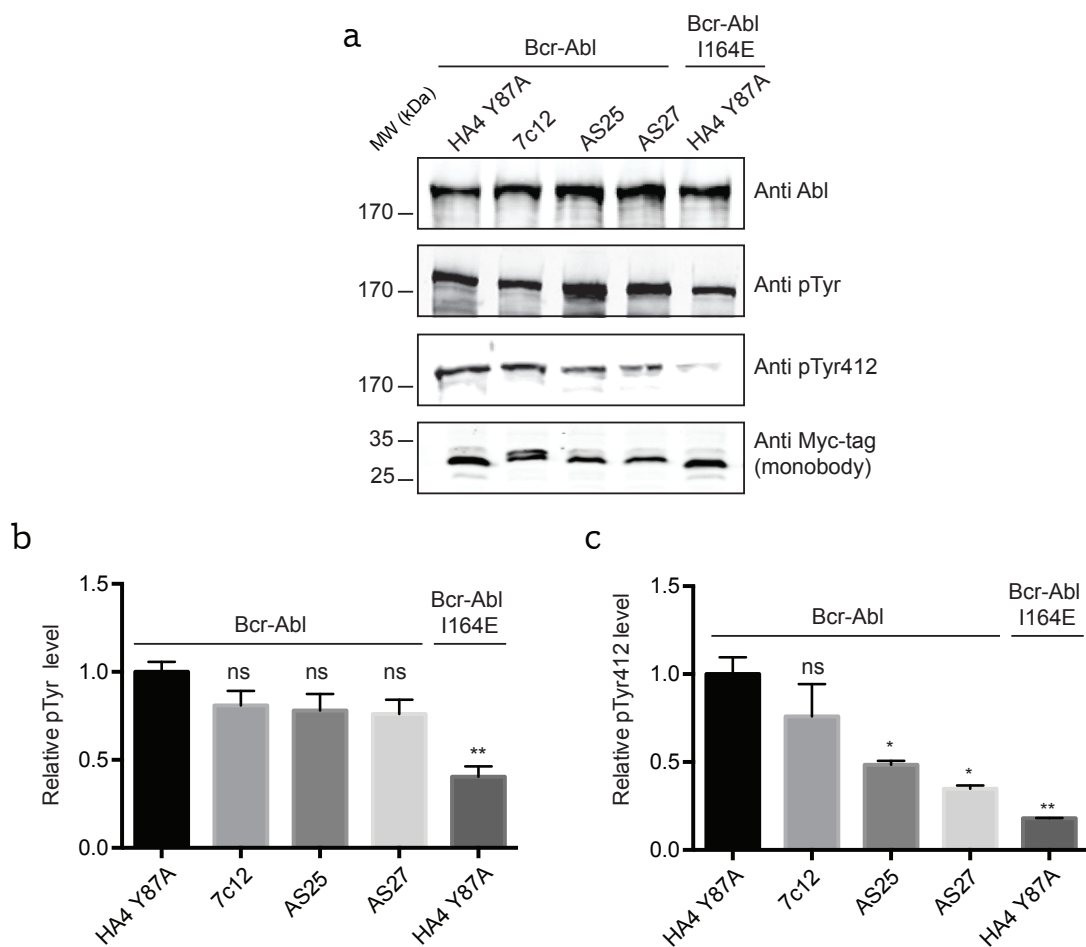 a
Bcr-Abl
Bcr-Abl
I164E
MW (kDa)
HA4 Y87A
7c12
AS25
AS27
HA4 Y87A
170
Anti Abl
170
Anti pTyr
170
Anti pTyr412
35
25
Anti Myc-tag
(monobody)
b
Relative pTyr level
1.5
1.0
0.5
0.0
Bcr-Abl
Bcr-Abl
I164E
ns
ns
ns
**
HA4 Y87A
7c12
AS25
AS27
HA4 Y87A
c
Relative pTyr412 level
1.5
1.0
0.5
0.0
Bcr-Abl
Bcr-Abl
I164E
ns
*
*
**
HA4 Y87A
7c12
AS25
AS27
HA4 Y87A